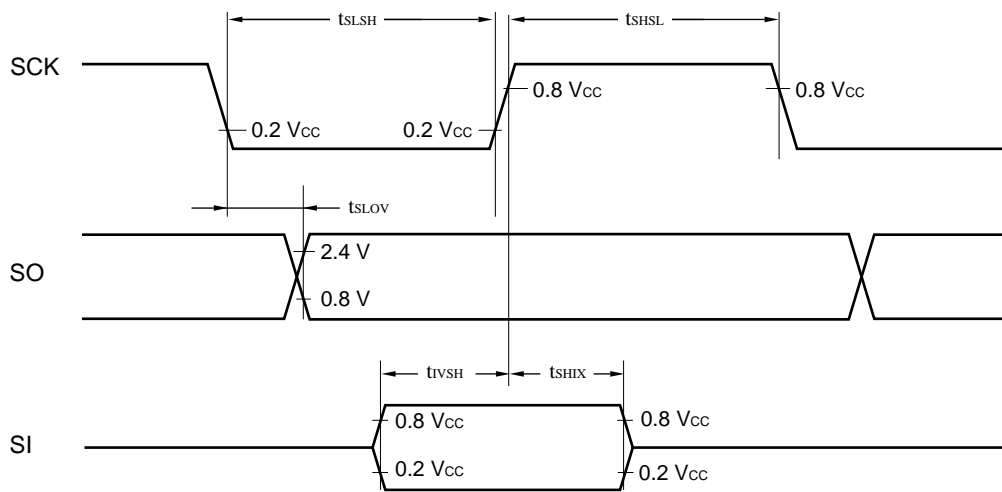 tSLSH tSHSL
SCK
0.8 VCC 0.8 VCC
0.2 VCC 0.2 VCC
tSLOV
2.4 V
SO
0.8 V
tIVSH tSHIX
0.8 VCC 0.8 VCC
SI
0.2 VCC 0.2 VCC